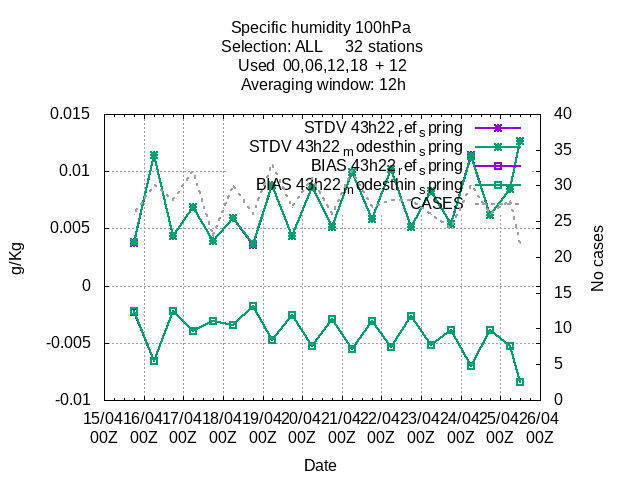 Specific humidity 100hPa
Selection: ALL     32 stations
Used  00,06,12,18  + 12
Averaging window: 12h
0.015
0.01
0.005
0
-0.005
-0.01
g/Kg
STDV 43h22_ref_spring
STDV 43h22_modesthin_spring
BIAS 43h22_ref_spring
BIAS 43h22_modesthin_spring
CASES
40
35
30
25
20
15
10
5
0
No cases
15/04 16/04 17/04 18/04 19/04 20/04 21/04 22/04 23/04 24/04 25/04 26/04
00Z 00Z 00Z 00Z 00Z 00Z 00Z 00Z 00Z 00Z 00Z 00Z
Date